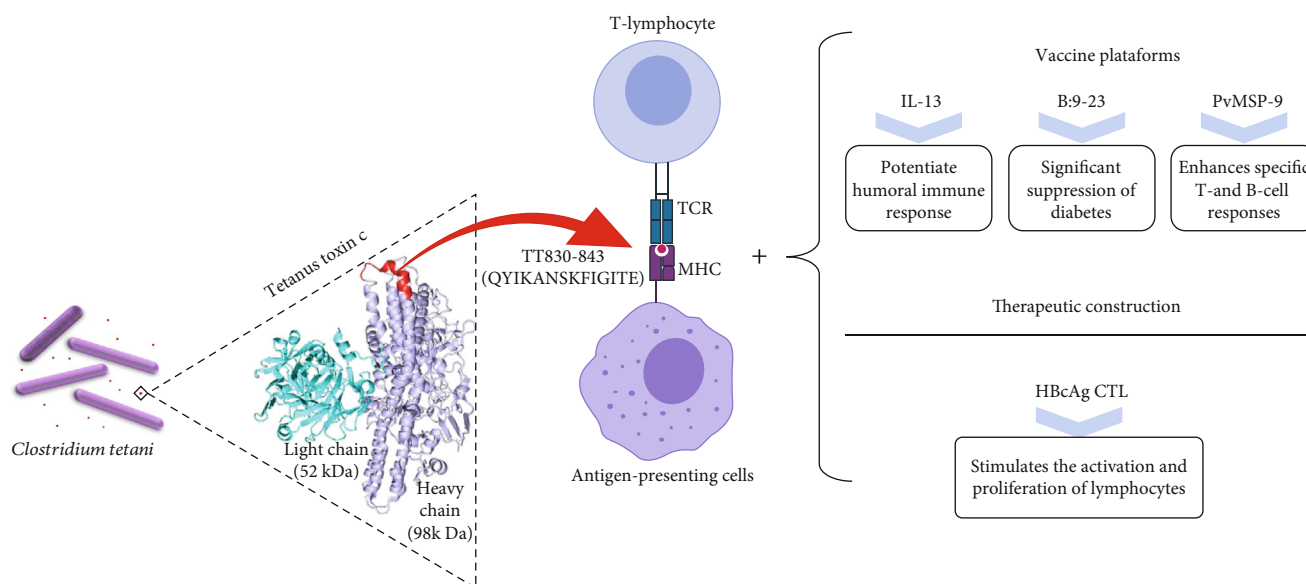 Clostridium tetani
Tetanus toxin c
Light chain
(52 kDa)
Heavy
chain
(98k Da)
TT830-843
(QYIKANSKFIGITE)
T-lymphocyte
TCR
MHC
Antigen-presenting cells
+
Vaccine plataforms
IL-13
Potentiate
humoral immune
response
B:9-23
Significant
suppression of
diabetes
PvMSP-9
Enhances specific
T-and B-cell
responses
Therapeutic construction
HBcAg CTL
Stimulates the activation and
proliferation of lymphocytes